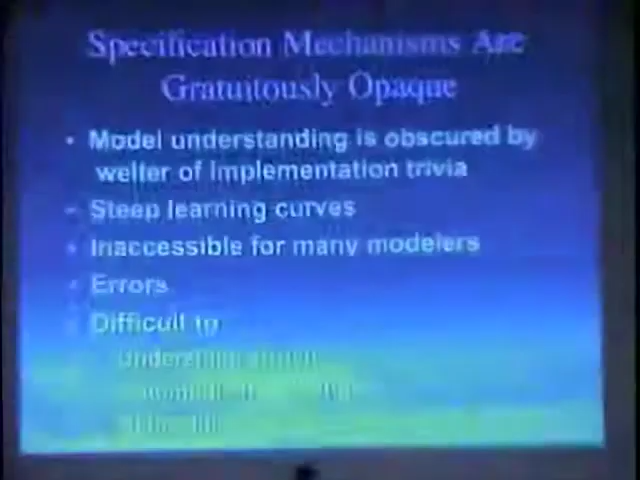 Specification Mechanisms Are
Gratuitously Opaque
• Model understanding is obscured by
welter of implementation trivia
• Steep learning curves
• Inaccessible for many modelers
• Errors
• Difficult to
Understand